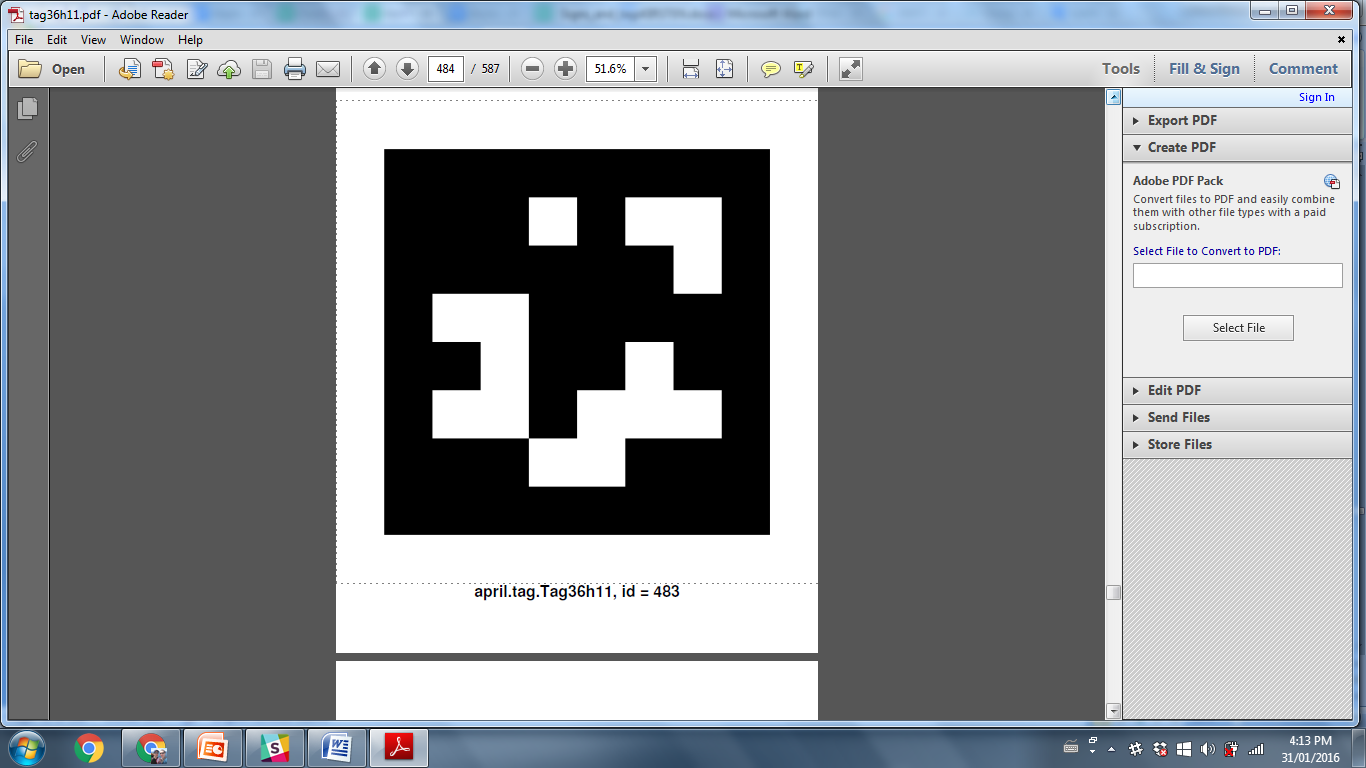 tag36h11.pdf - Adobe Reader
File Edit View Window Help
Open 484 / 587 51.6% Tools Fill & Sign Comment
Sign In
Export PDF
Create PDF
Adobe PDF Pack
Convert files to PDF and easily combine
them with other file types with a paid
subscription.
Select File to Convert to PDF:
Select File
Edit PDF
Send Files
Store Files
april.tag.Tag36h11, id = 483
4:13 PM
31/01/2016